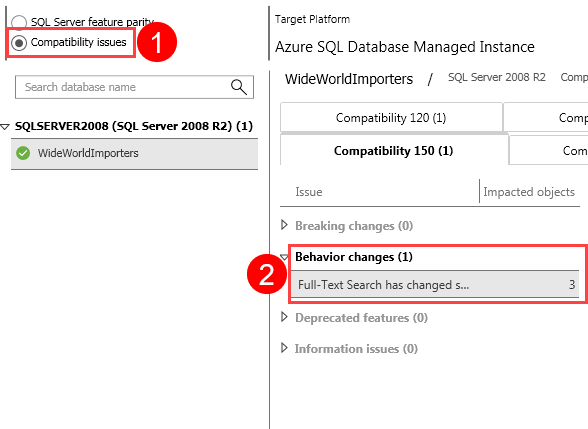 SQL Server feature parity
Compatibility issues
1
Search database name
SQLSERVER2008 (SQL Server 2008 R2) (1)
WideWorldImporters
Target Platform
Azure SQL Database Managed Instance
WideWorldImporters / SQL Server 2008 R2 Comp
Compatibility 120 (1) Comp
Compatibility 150 (1) Com
Issue Impacted objects
Breaking changes (0)
2
Behavior changes (1)
Full-Text Search has changed s... 3
Deprecated features (0)
Information issues (0)